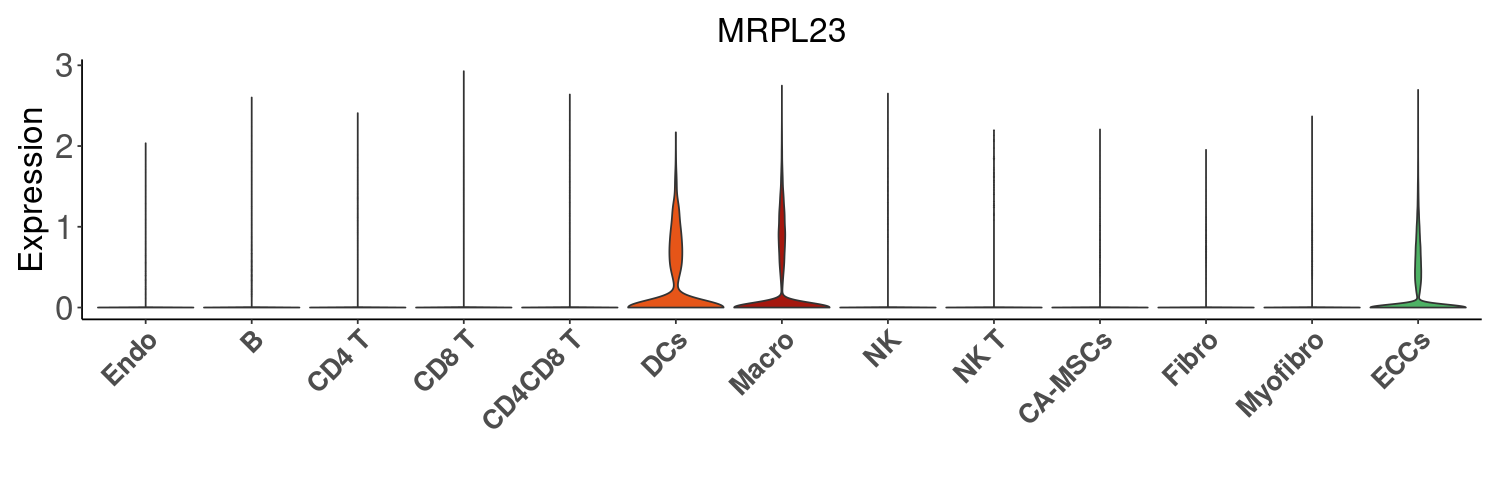 MRPL23
Expression
3
2
1
0
Endo
B
CD4 T
CD8 T
CD4CD8 T
DCs
Macro
NK
NK T
CA-MSCs
Fibro
Myofibro
ECCs